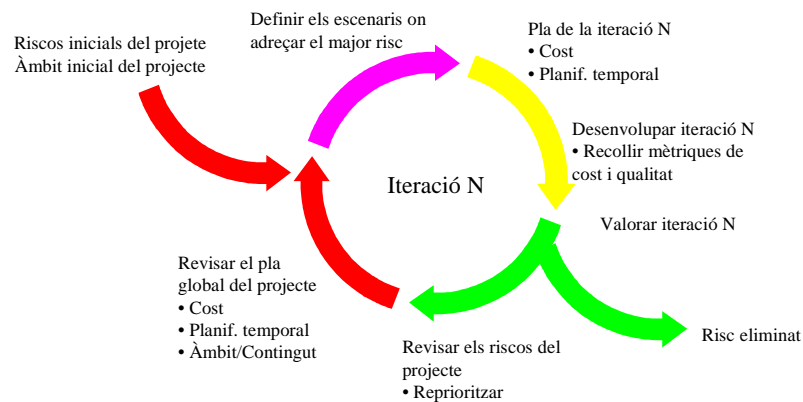 Riscos inicials del projete
Àmbit inicial del projecte
Definir els escenaris on
adreçar el major risc
Pla de la iteració N
• Cost
• Planif. temporal
Desenvolupar iteració N
• Recollir mètriques de
cost i qualitat
Iteració N
Valorar iteració N
Revisar el pla
global del projecte
• Cost
• Planif. temporal
• Àmbit/Contingut
Revisar els riscos del
projecte
• Reprioritzar
Risc eliminat